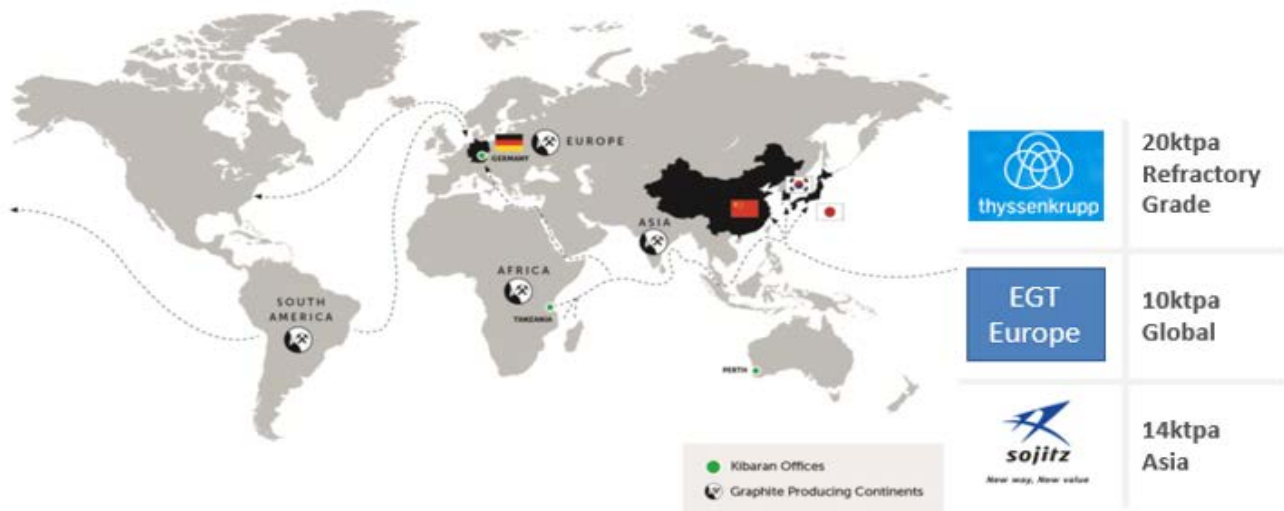 EUROPE
GERMANY
ASIA
AFRICA
TANZANIA
SOUTH
AMERICA
PERTH
Kibaran Offices
Graphite Producing Continents
thyssenkrupp
20ktpa
Refractory
Grade
EGT
Europe
10ktpa
Global
sojitz
New way, New value
14ktpa
Asia